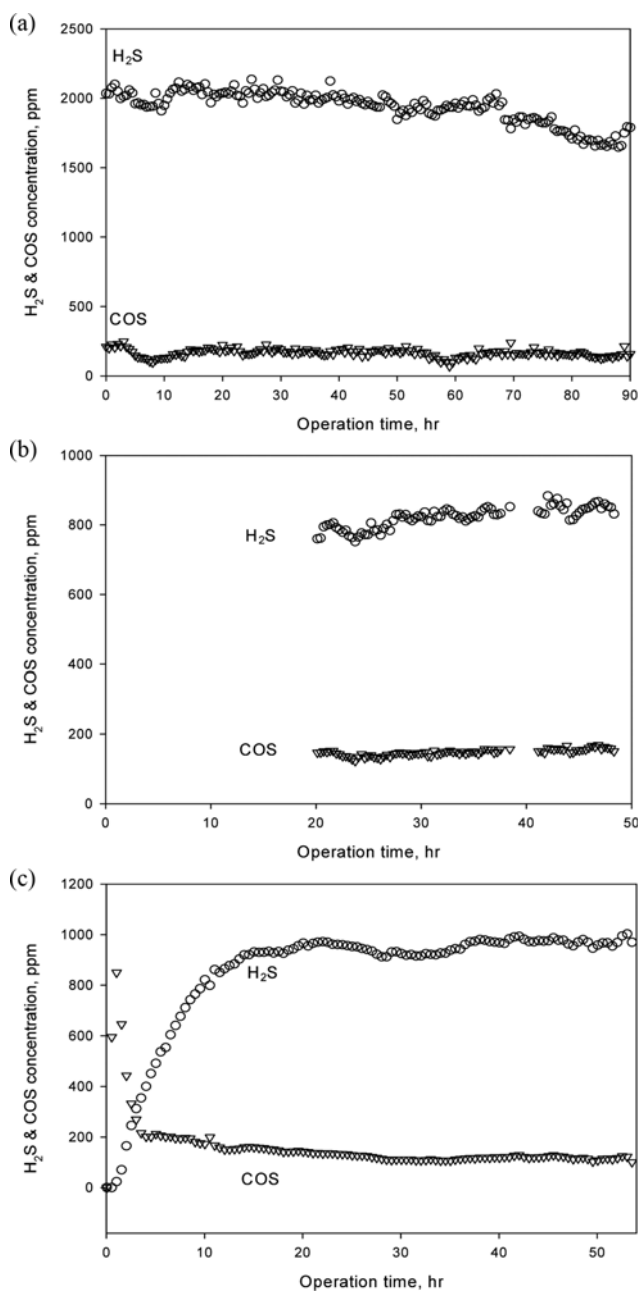 (a)
H₂S & COS concentration, ppm
2500
2000
1500
1000
500
0
H₂S
COS
0 10 20 30 40 50 60 70 80 90
Operation time, hr
(b)
H₂S & COS concentration, ppm
1000
800
600
400
200
0
H₂S
COS
0 10 20 30 40 50
Operation time, hr
(c)
H₂S & COS concentration, ppm
1200
1000
800
600
400
200
0
H₂S
COS
0 10 20 30 40 50
Operation time, hr